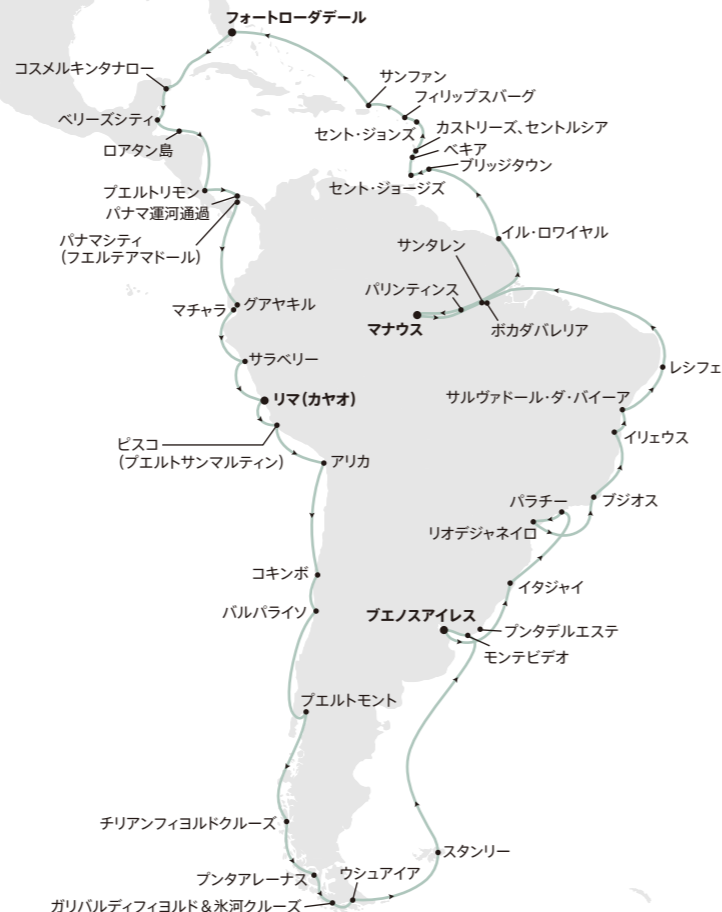 フォートローダデール
コスメルキンタナロー
サンファン
フィリップスバーグ
ベリーズシティ
セント・ジョンズ
カストリーズ、セントルシア
ロアタン島
ベキア
ブリッジタウン
セント・ジョージズ
プエルトリモン
パナマ運河通過
パナマシティ
(フエルテアマドール)
イル・ロワイヤル
サンタレン
パリンティンス
グアヤキル
マチャラ
マナウス
ボカダバレリア
サラベリー
レシフェ
リマ(カヤオ)
サルヴァドール・ダ・バイーア
ピスコ
(プエルトサンマルティン)
イリェウス
アリカ
パラチー
ブジオス
リオデジャネイロ
コキンボ
イタジャイ
バルパライソ
ブエノスアイレス
プンタデルエステ
モンテビデオ
プエルトモント
チリアンフィヨルドクルーズ
スタンリー
プンタアレーナス
ウシュアイア
ガリバルディフィヨルド&氷河クルーズ